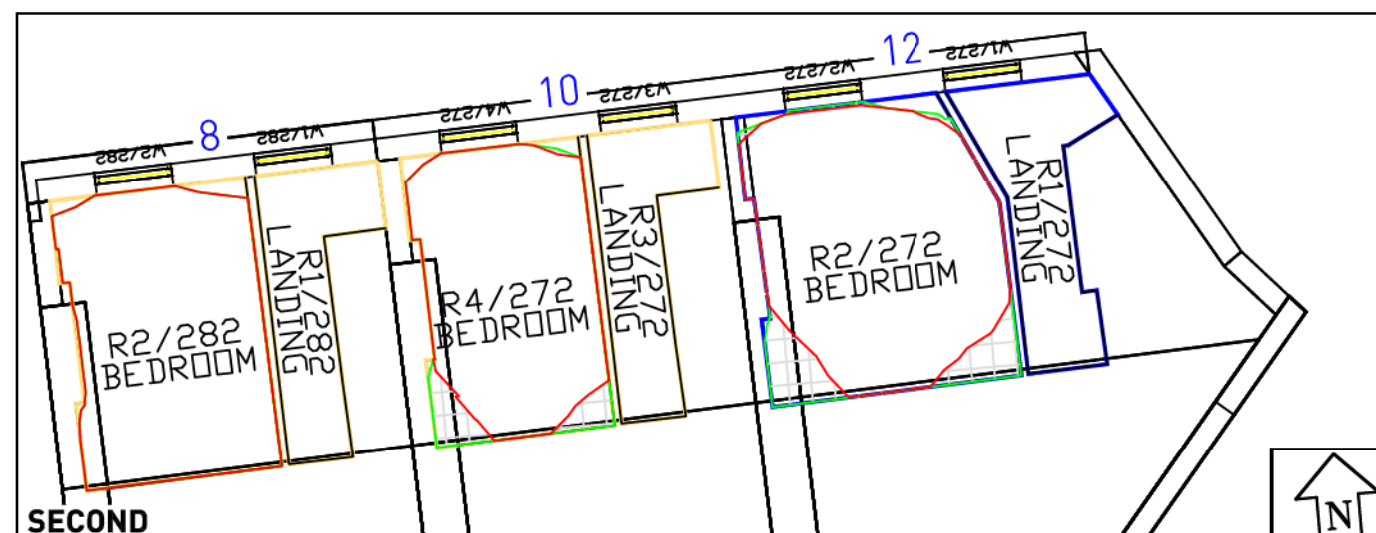 8
10
12
W2/282
W1/282
W4/272
W3/272
W2/272
W1/272
R2/282
BEDROOM
R1/282
LANDING
R4/272
BEDROOM
R3/272
LANDING
R2/272
BEDROOM
R1/272
LANDING
SECOND
N